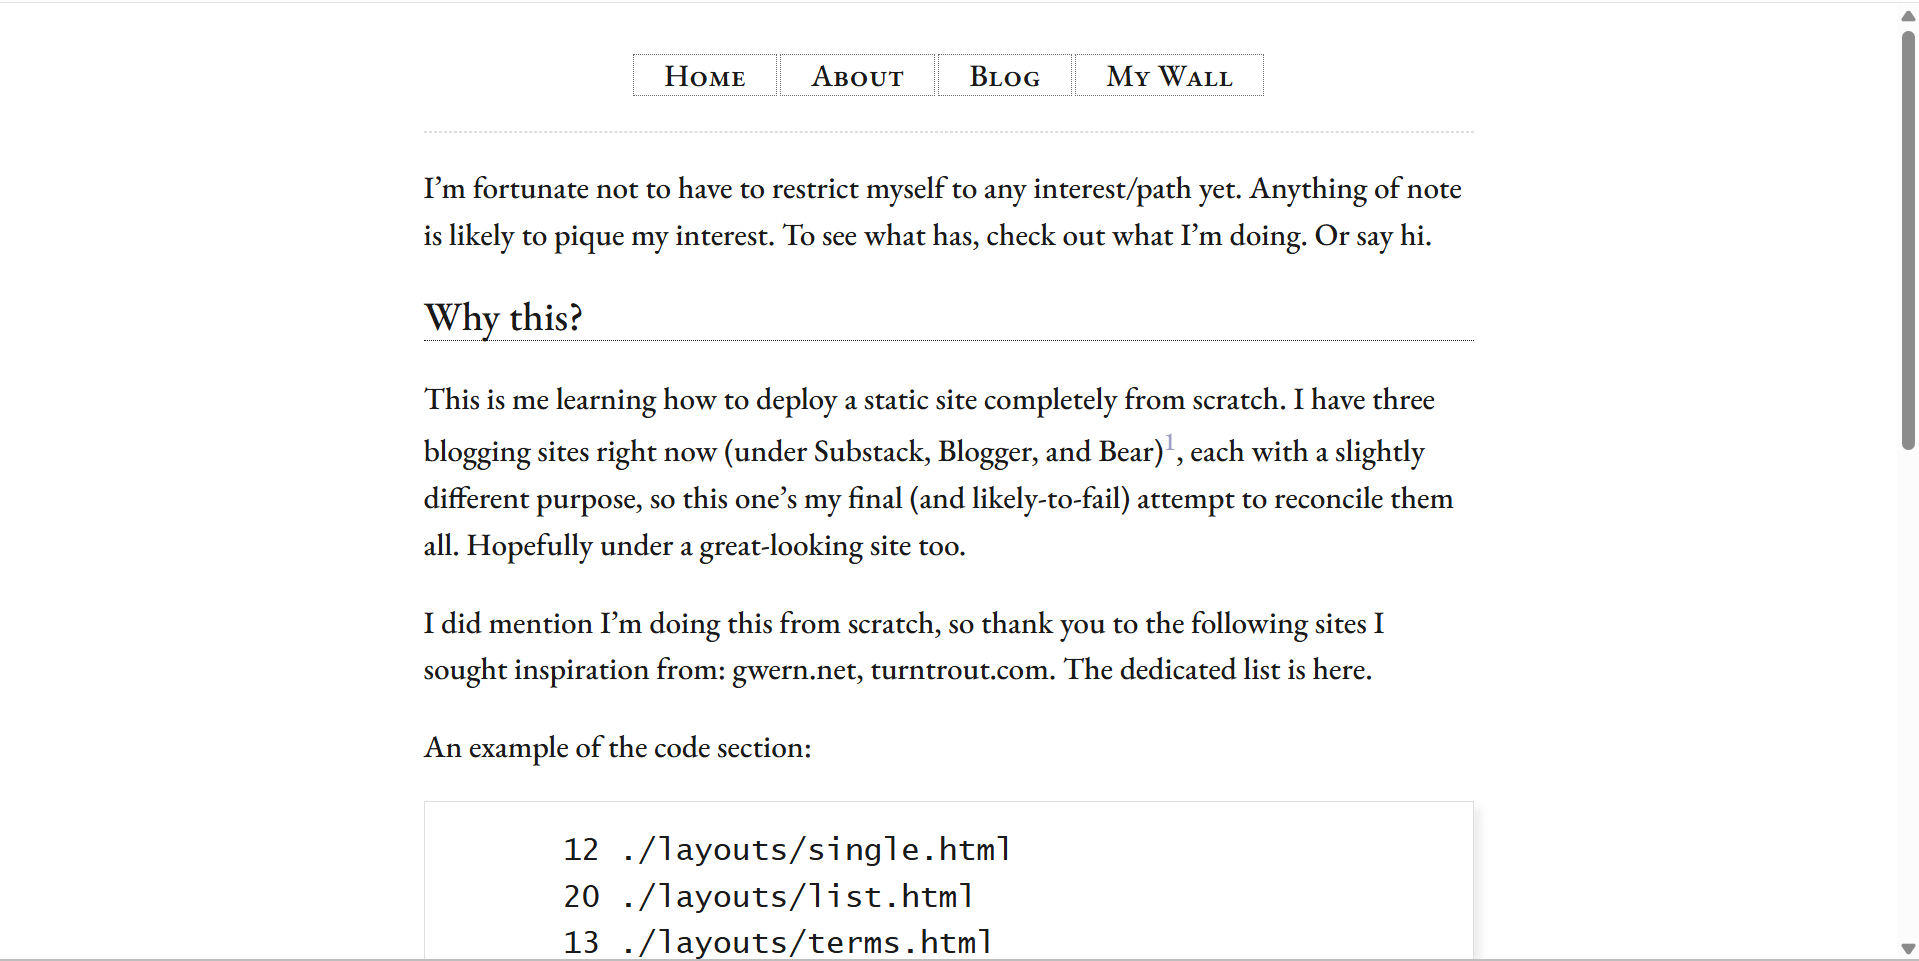 Home About Blog My Wall
I’m fortunate not to have to restrict myself to any interest/path yet. Anything of note
is likely to pique my interest. To see what has, check out what I’m doing. Or say hi.
Why this?
This is me learning how to deploy a static site completely from scratch. I have three
blogging sites right now (under Substack, Blogger, and Bear)1, each with a slightly
different purpose, so this one’s my final (and likely-to-fail) attempt to reconcile them
all. Hopefully under a great-looking site too.
I did mention I’m doing this from scratch, so thank you to the following sites I
sought inspiration from: gwern.net, turntrout.com. The dedicated list is here.
An example of the code section:
12 ./layouts/single.html
20 ./layouts/list.html
13 ./layouts/terms.html